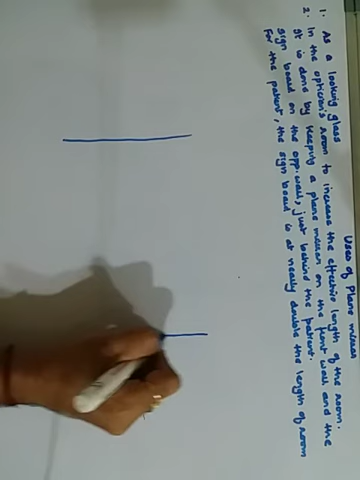 Uses of Plane mirror
1. As a looking glass
2. In the optician's room to increase the effective length of the room.
It is done by keeping a plane mirror on the front wall and the
sign board on the opp. wall, just behind the patient.
For the patient, the sign board is at nearly double the length of room